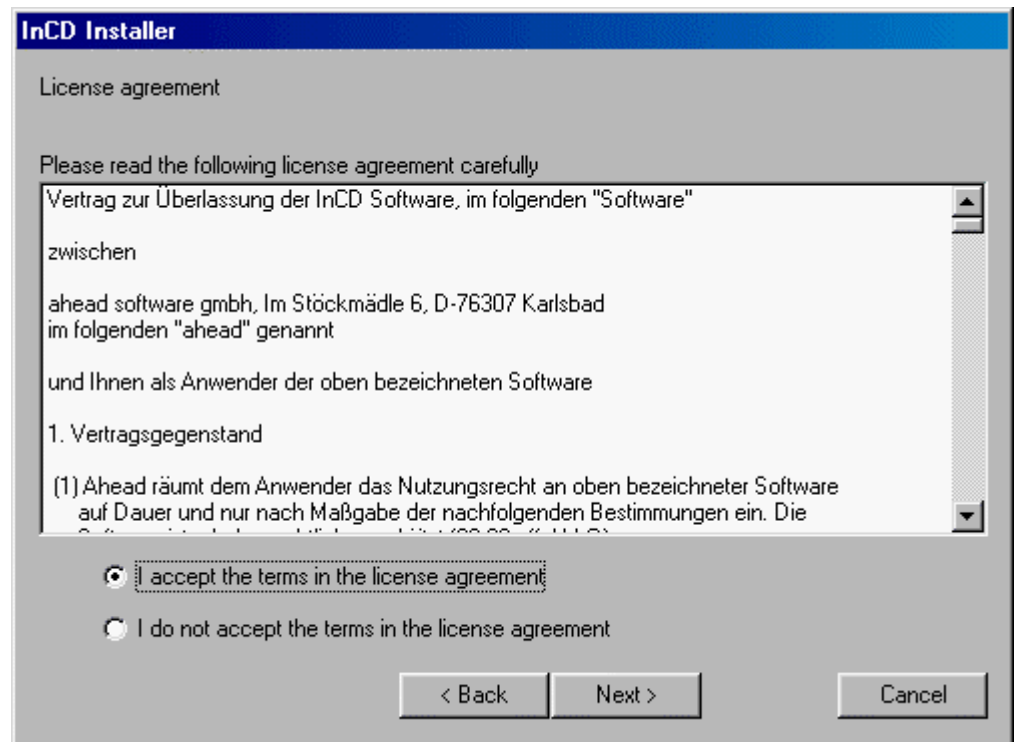 InCD Installer
License agreement
Please read the following license agreement carefully
Vertrag zur Überlassung der InCD Software, im folgenden "Software"
zwischen
ahead software gmbh, Im Stöckmädle 6, D-76307 Karlsbad
im folgenden "ahead" genannt
und Ihnen als Anwender der oben bezeichneten Software
1. Vertragsgegenstand
(1) Ahead räumt dem Anwender das Nutzungsrecht an oben bezeichneter Software
auf Dauer und nur nach Maßgabe der nachfolgenden Bestimmungen ein. Die
I accept the terms in the license agreement
I do not accept the terms in the license agreement
< Back
Next >
Cancel